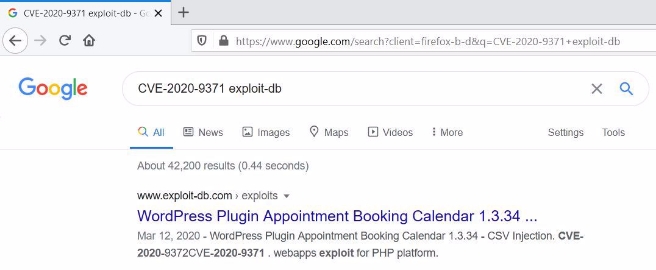 CVE-2020-9371 exploit-db - Go
https://www.google.com/search?client=firefox-b-d&q=CVE-2020-9371+exploit-db
Google
CVE-2020-9371 exploit-db
All News Images Maps Videos More Settings Tools
About 42,200 results (0.44 seconds)
www.exploit-db.com › exploits
WordPress Plugin Appointment Booking Calendar 1.3.34 ...
Mar 12, 2020 - WordPress Plugin Appointment Booking Calendar 1.3.34 - CSV Injection. CVE-
2020-9372CVE-2020-9371 . webapps exploit for PHP platform.